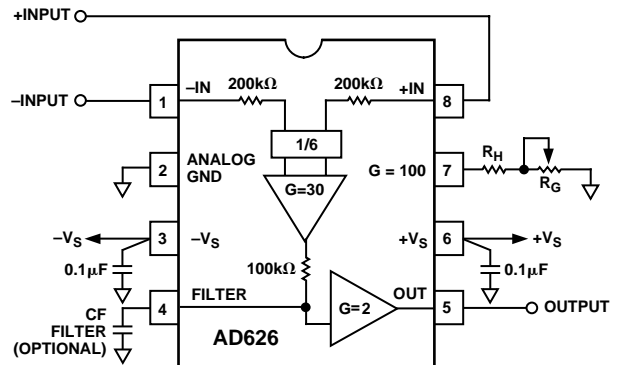 +INPUT
–INPUT
1
–IN
200kΩ
200kΩ
+IN
8
1/6
2
ANALOG
GND
G=30
G = 100
7
R_H
R_G
–V_S
3
–V_S
+V_S
6
+V_S
0.1µF
100kΩ
0.1µF
4
FILTER
G=2
OUT
5
OUTPUT
CF
FILTER
(OPTIONAL)
AD626